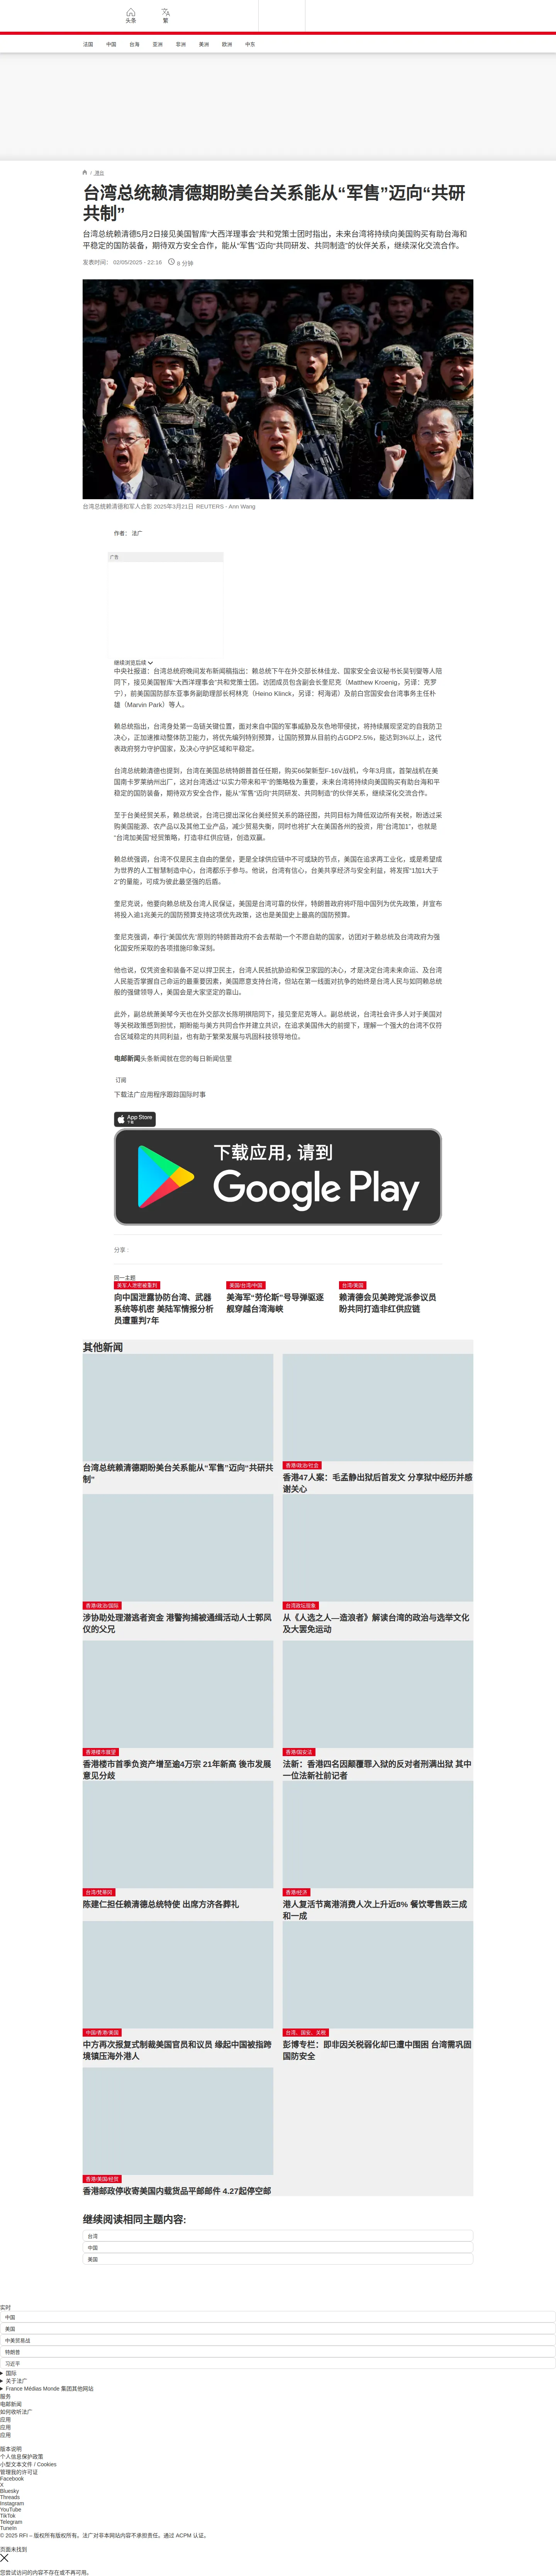 头条
繁
法国
中国
台海
亚洲
非洲
美洲
欧洲
中东
/ 港台
台湾总统赖清德期盼美台关系能从“军售”迈向“共研
共制”
台湾总统赖清德5月2日接见美国智库“大西洋理事会”共和党策士团时指出，未来台湾将持续向美国购买有助台海和
平稳定的国防装备，期待双方安全合作，能从“军售”迈向“共同研发、共同制造”的伙伴关系，继续深化交流合作。
发表时间： 02/05/2025 - 22:16
6 分钟
台湾总统赖清德和军人合影 2025年3月21日 REUTERS - Ann Wang
作者： 法广
广告
继续浏览后续
中央社报道：台湾总统府晚间发布新闻稿指出：赖总统下午在外交部长林佳龙、国家安全会议秘书长吴钊燮等人陪
同下，接见美国智库“大西洋理事会”共和党策士团。访团成员包含副会长奎尼克（Matthew Kroenig，另译：克罗
宁），前美国国防部东亚事务副助理部长柯林克（Heino Klinck，另译：柯海诺）及前白宫国安会台湾事务主任朴
雄（Marvin Park）等人。
赖总统指出，台湾身处第一岛链关键位置，面对来自中国的军事威胁及灰色地带侵扰，将持续展现坚定的自我防卫
决心，正加速推动整体防卫能力，将优先编列特别预算，让国防预算从目前约占GDP2.5%，能达到3%以上，这代
表政府努力守护国家，及决心守护区域和平稳定。
台湾总统赖清德也提到，台湾在美国总统特朗普首任任期，购买66架新型F-16V战机，今年3月底，首架战机在美
国南卡罗莱纳州出厂，这对台湾透过“以实力带来和平”的策略极为重要，未来台湾将持续向美国购买有助台海和平
稳定的国防装备，期待双方安全合作，能从“军售”迈向“共同研发、共同制造”的伙伴关系，继续深化交流合作。
至于台美经贸关系，赖总统说，台湾已提出深化台美经贸关系的路径图，共同目标为降低双边所有关税，盼透过采
购美国能源、农产品以及其他工业产品，减少贸易失衡，同时也将扩大在美国各州的投资，用“台湾加1”，也就是
“台湾加美国”经贸策略，打造非红供应链，创造双赢。
赖总统强调，台湾不仅是民主自由的堡垒，更是全球供应链中不可或缺的节点，美国在追求再工业化，或是希望成
为世界的人工智慧制造中心，台湾都乐于参与。他说，台湾有信心，台美共享经济与安全利益，将发挥“1加1大于
2”的量能，可成为彼此最坚强的后盾。
奎尼克说，他要向赖总统及台湾人民保证，美国是台湾可靠的伙伴，特朗普政府将吓阻中国列为优先政策，并宣布
将投入逾1兆美元的国防预算支持这项优先政策，这也是美国史上最高的国防预算。
奎尼克强调，奉行“美国优先”原则的特朗普政府不会去帮助一个不愿自助的国家，访团对于赖总统及台湾政府为强
化国安所采取的各项措施印象深刻。
他也说，仅凭资金和装备不足以捍卫民主，台湾人民抵抗胁迫和保卫家园的决心，才是决定台湾未来命运、及台湾
人民能否掌握自己命运的最重要因素，美国愿意支持台湾，但站在第一线面对抗争的始终是台湾人民与如同赖总统
般的强健领导人，美国会是大家坚定的靠山。
此外，副总统萧美琴今天也在外交部次长陈明祺陪同下，接见奎尼克等人。副总统说，台湾社会许多人对于美国对
等关税政策感到担忧，期盼能与美方共同合作并建立共识，在追求美国伟大的前提下，理解一个强大的台湾不仅符
合区域稳定的共同利益，也有助于繁荣发展与巩固科技领导地位。
电邮新闻头条新闻就在您的每日新闻信里
订阅
下载法广应用程序跟踪国际时事
App Store
下载
下载应用，请到
Google Play
分享 :
同一主题
美军人泄密被重判
向中国泄露协防台湾、武器
系统等机密 美陆军情报分析
员遭重判7年
美国/台湾/中国
美海军“劳伦斯”号导弹驱逐
舰穿越台湾海峡
台湾/美国
赖清德会见美跨党派参议员
盼共同打造非红供应链
其他新闻
台湾总统赖清德期盼美台关系能从“军售”迈向“共研共
制”
香港/政治/社会
香港47人案：毛孟静出狱后首发文 分享狱中经历并感
谢关心
香港/政治/国际
涉协助处理潜逃者资金 港警拘捕被通缉活动人士郭凤
仪的父兄
台湾政坛现象
从《人选之人—造浪者》解读台湾的政治与选举文化
及大罢免运动
香港楼市展望
香港楼市首季负资产增至逾4万宗 21年新高 後市发展
意见分歧
香港/国安法
法新：香港四名因颠覆罪入狱的反对者刑满出狱 其中
一位法新社前记者
台湾/梵蒂冈
陈建仁担任赖清德总统特使 出席方济各葬礼
香港/经济
港人复活节离港消费人次上升近8% 餐饮零售跌三成
和一成
中国/香港/美国
中方再次报复式制裁美国官员和议员 缘起中国被指跨
境镇压海外港人
台湾、国安、关税
彭博专栏：即非因关税弱化却已遭中围困 台湾需巩固
国防安全
香港/美国/经贸
香港邮政停收寄美国内载货品平邮邮件 4.27起停空邮
继续阅读相同主题内容:
台湾
中国
美国
实时
中国
美国
中美贸易战
特朗普
习近平
国际
关于法广
France Médias Monde 集团其他网站
服务
电邮新闻
如何收听法广
应用
应用
应用
版本说明
个人信息保护政策
小型文本文件 / Cookies
管理我的许可证
Facebook
X
Bluesky
Threads
Instagram
YouTube
TikTok
Telegram
TuneIn
© 2025 RFI – 版权所有版权所有。法广对非本网站内容不承担责任。通过 ACPM 认证。
页面未找到
您尝试访问的内容不存在或不再可用。